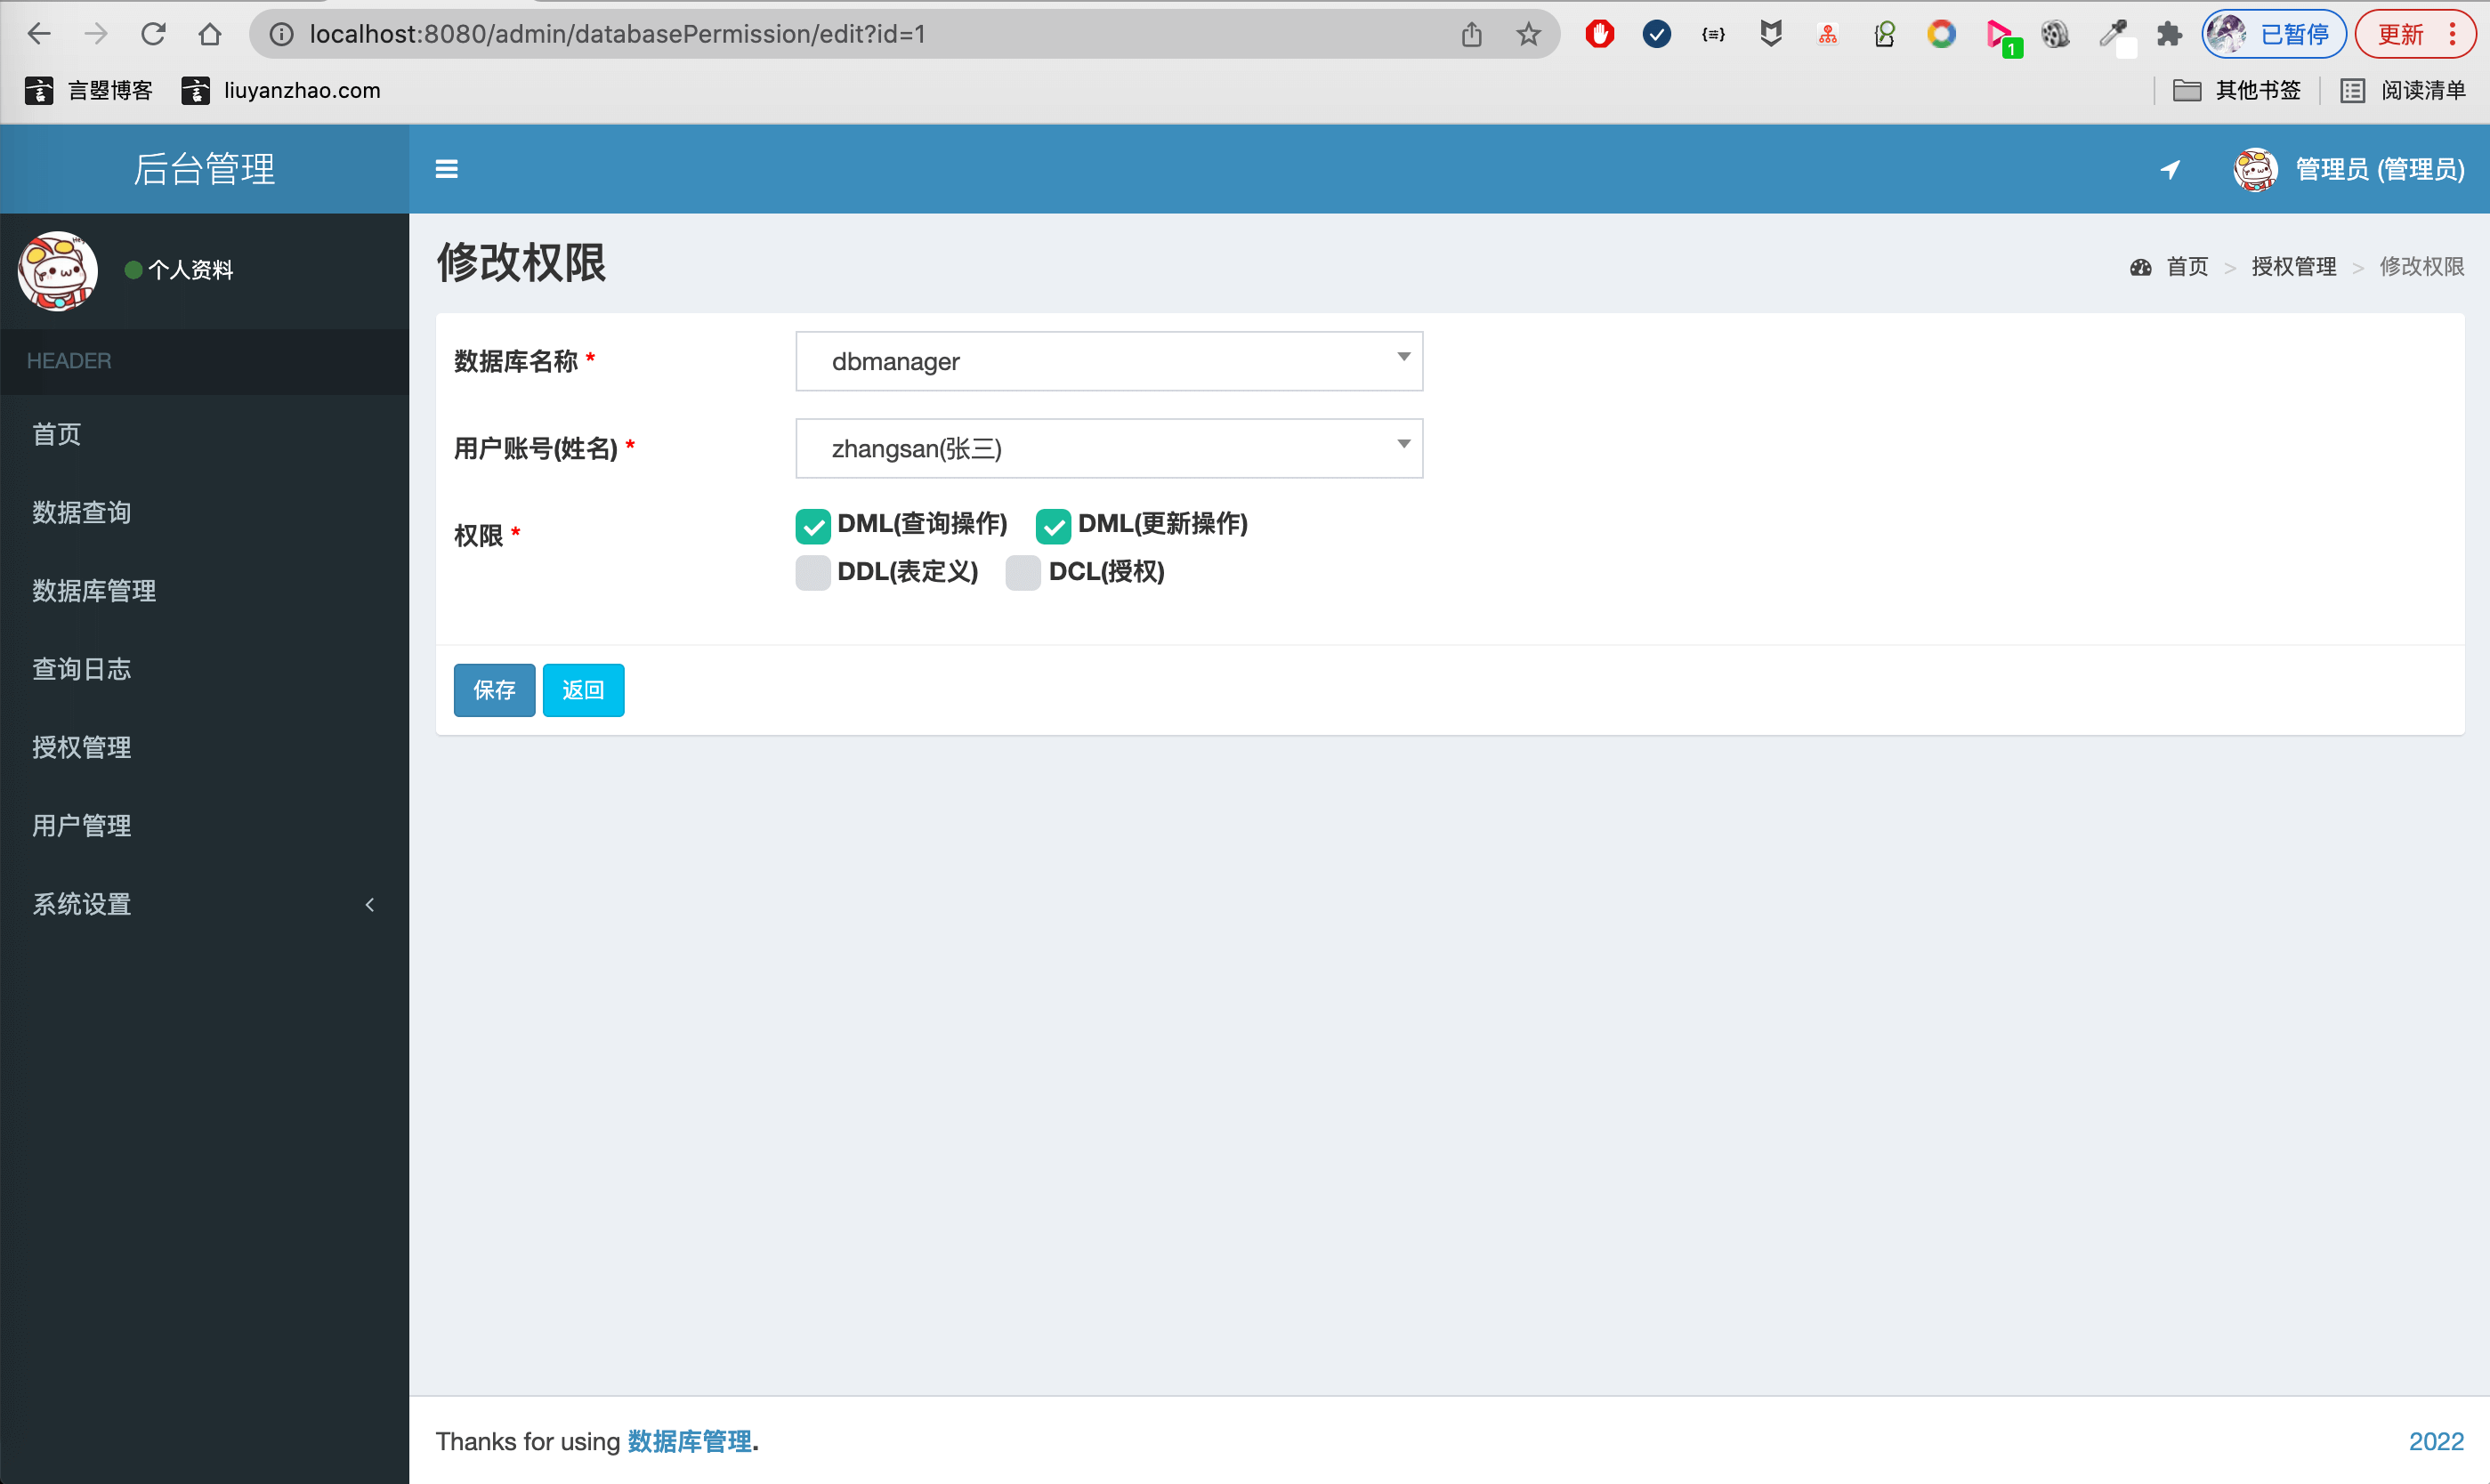 localhost:8080/admin/databasePermission/edit?id=1
1
已暂停
更新
言曌博客
liuyanzhao.com
其他书签
阅读清单
后台管理
管理员 (管理员)
个人资料
HEADER
首页
数据查询
数据库管理
查询日志
授权管理
用户管理
系统设置
修改权限
首页 > 授权管理 > 修改权限
数据库名称 * dbmanager
用户账号(姓名) * zhangsan(张三)
权限 * DML(查询操作) DML(更新操作)
DDL(表定义) DCL(授权)
保存 返回
Thanks for using 数据库管理.
2022